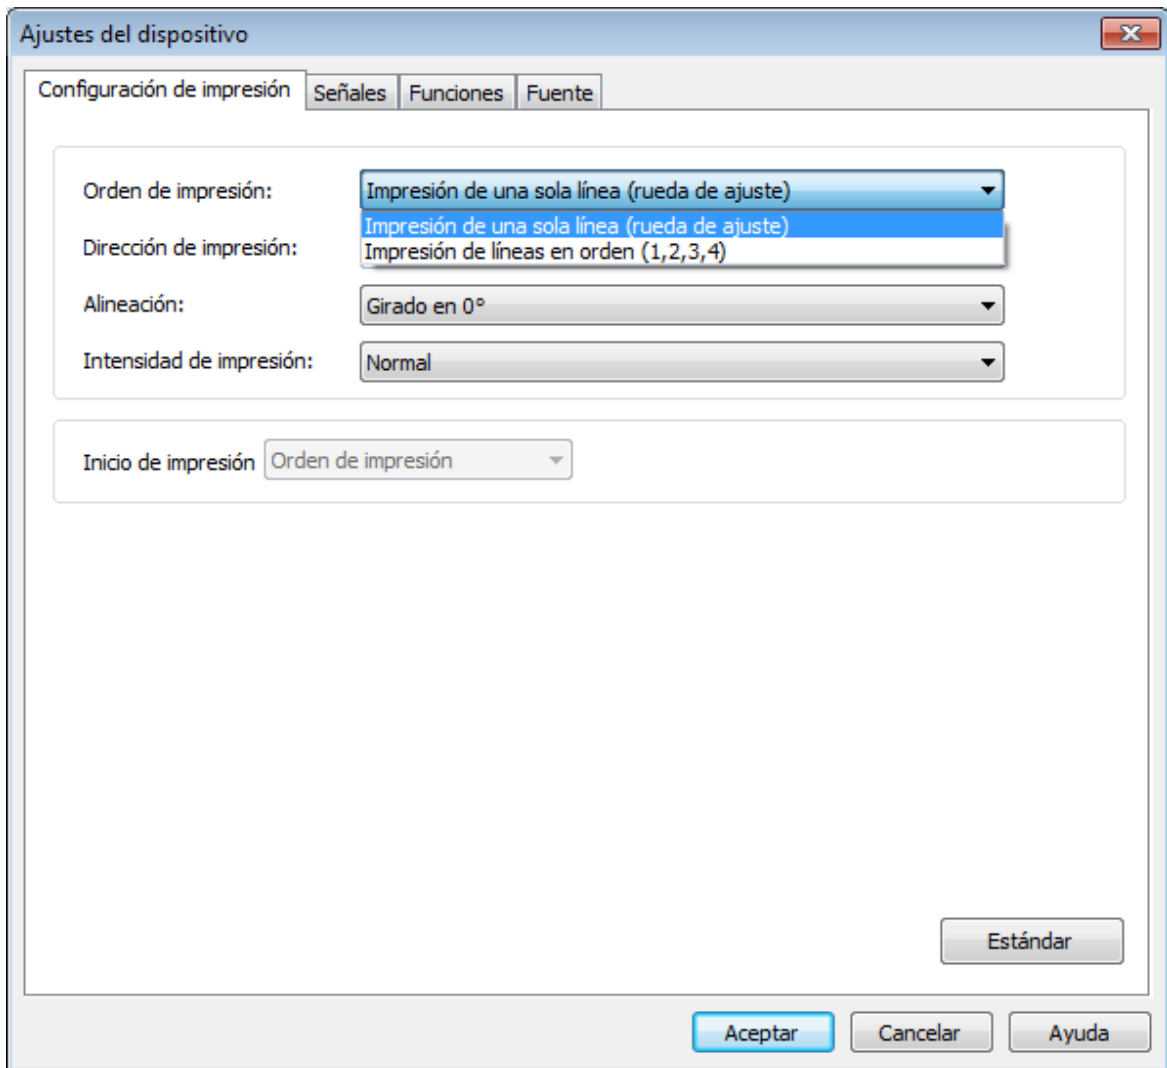 Ajustes del dispositivo
Configuración de impresión Señales Funciones Fuente
Orden de impresión: Impresión de una sola línea (rueda de ajuste)
Impresión de una sola línea (rueda de ajuste)
Dirección de impresión: Impresión de líneas en orden (1,2,3,4)
Alineación: Girado en 0°
Intensidad de impresión: Normal
Inicio de impresión Orden de impresión
Estándar
Aceptar Cancelar Ayuda